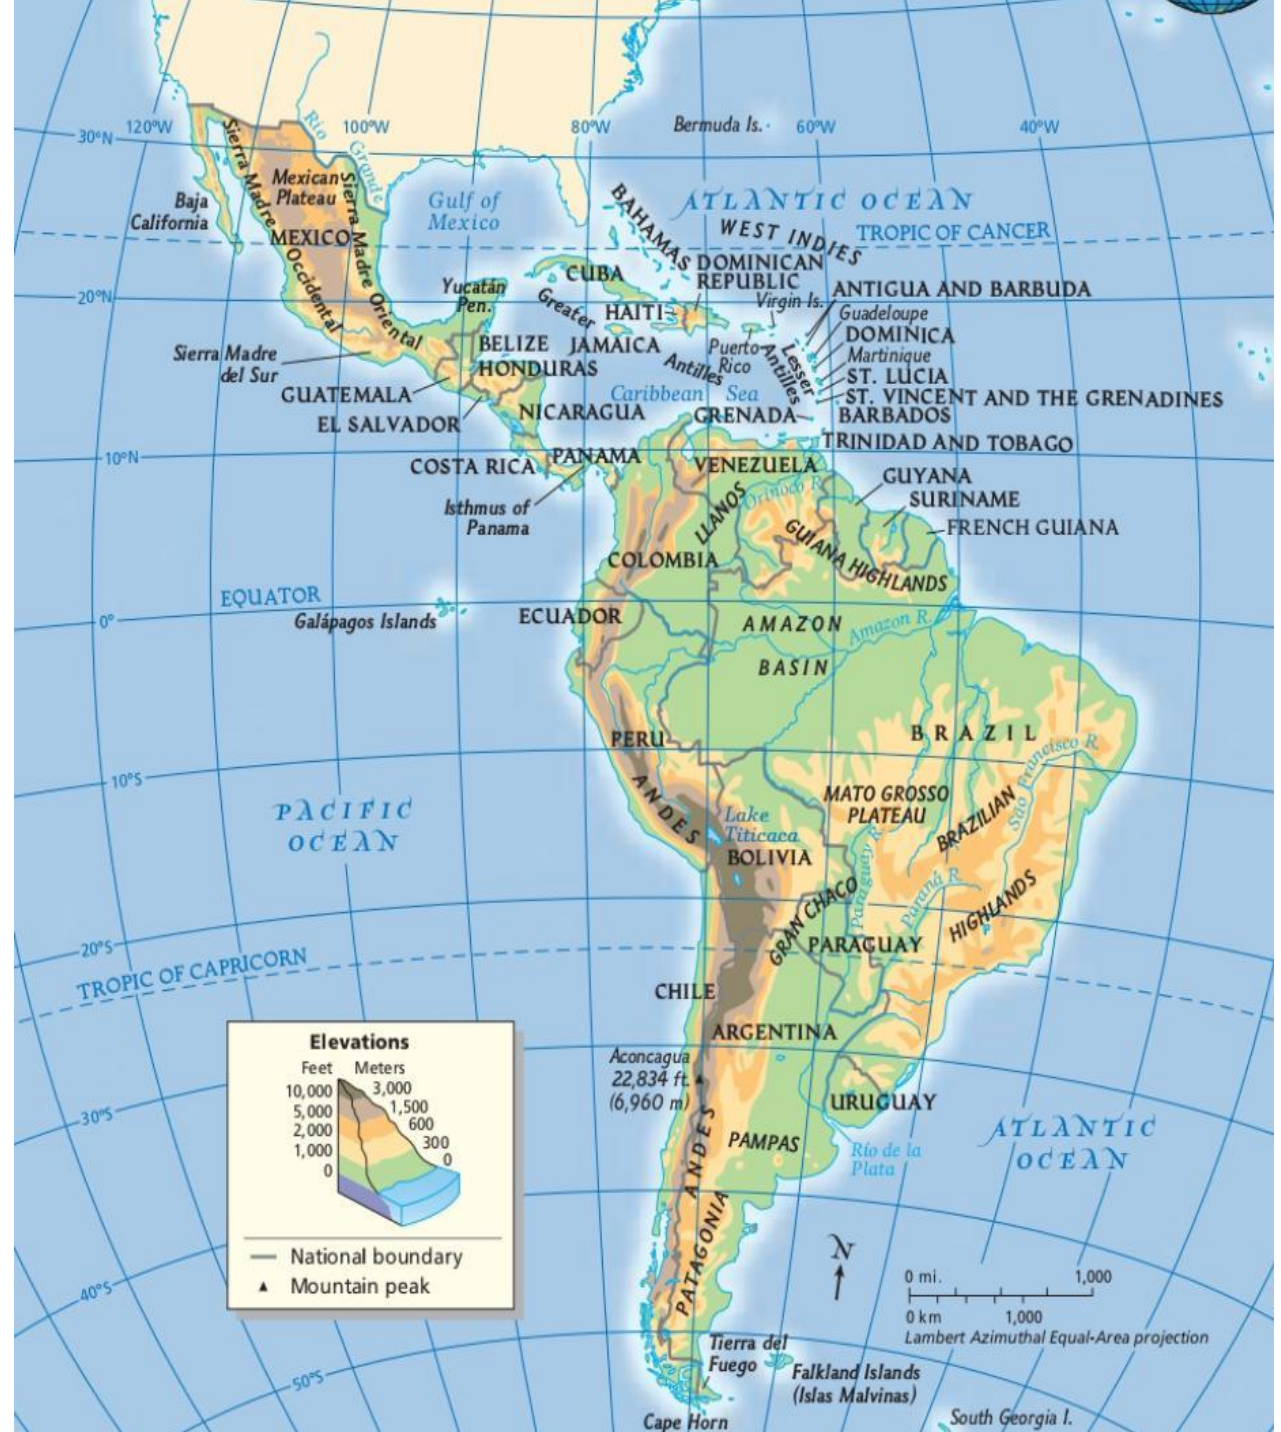 120°W
100°W
80°W
Bermuda Is.
60°W
40°W
30°N
Rio Grande
Sierra Madre Occidental
Mexican
Plateau
Sierra Madre Oriental
Baja
California
Gulf of
Mexico
BAHAMAS
ATLANTIC OCEAN
WEST INDIES
TROPIC OF CANCER
MEXICO
CUBA
DOMINICAN
REPUBLIC
Yucatán
Pen.
Greater
Antilles
HAITI
Virgin Is.
ANTIGUA AND BARBUDA
Guadeloupe
20°N
DOMINICA
BELIZE
JAMAICA
Puerto
Rico
Lesser
Antilles
Martinique
Sierra Madre
del Sur
HONDURAS
ST. LUCIA
GUATEMALA
Caribbean Sea
ST. VINCENT AND THE GRENADINES
EL SALVADOR
NICARAGUA
GRENADA
BARBADOS
TRINIDAD AND TOBAGO
10°N
COSTA RICA
PANAMA
VENEZUELA
GUYANA
Orinoco R.
SURINAME
LLANOS
Isthmus of
Panama
FRENCH GUIANA
GUIANA HIGHLANDS
COLOMBIA
EQUATOR
0°
Galápagos Islands
ECUADOR
AMAZON
BASIN
Amazon R.
BRAZIL
PERU
São Francisco R.
10°S
ANDES
MATO GROSSO
PLATEAU
PACIFIC
OCEAN
Lake
Titicaca
BRAZILIAN
HIGHLANDS
BOLIVIA
Paraguay R.
Paraná R.
GRAN CHACO
20°S
PARAGUAY
TROPIC OF CAPRICORN
CHILE
ARGENTINA
Elevations
Feet Meters
10,000 3,000
5,000 1,500
2,000 600
1,000 300
0 0
National boundary
Mountain peak
Aconcagua
22,834 ft.
(6,960 m)
30°S
URUGUAY
ATLANTIC
OCEAN
ANDES
PAMPAS
Río de la
Plata
PATAGONIA
N
40°S
0 mi. 1,000
0 km 1,000
Lambert Azimuthal Equal-Area projection
Tierra del
Fuego
Falkland Islands
(Islas Malvinas)
50°S
Cape Horn
South Georgia I.